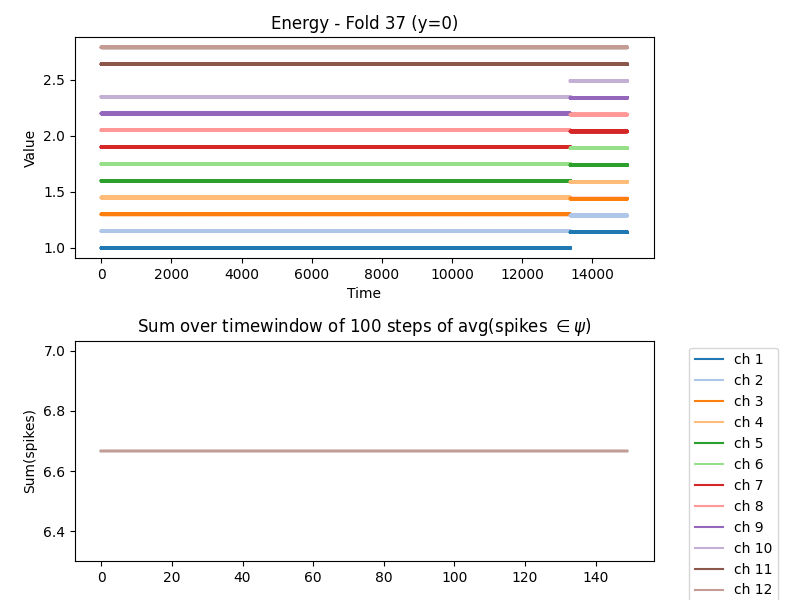 Energy - Fold 37 (y=0)
Value
2.5
2.0
1.5
1.0
0 2000 4000 6000 8000 10000 12000 14000
Time
Sum over timewindow of 100 steps of avg(spikes ∈ ψ)
Sum(spikes)
7.0
6.8
6.6
6.4
0 20 40 60 80 100 120 140
ch 1
ch 2
ch 3
ch 4
ch 5
ch 6
ch 7
ch 8
ch 9
ch 10
ch 11
ch 12